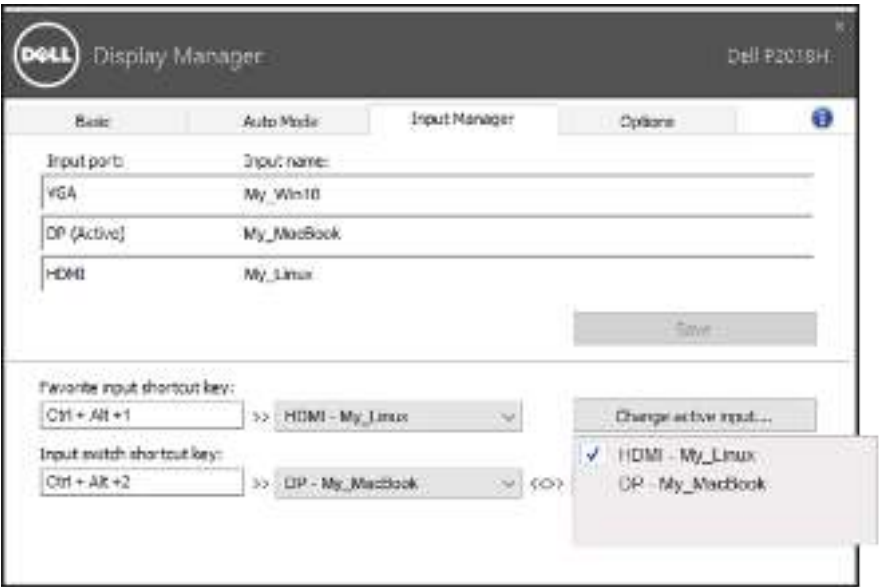 DELL Display Manager Dell P2018H
Basic Auto Mode Input Manager Options
Input port: Input name:
VGA My_Win10
DP (Active) My_MacBook
HDMI My_Linux
Save
Favorite input shortcut key:
Ctrl + Alt +1 >> HDMI - My_Linux Change active input...
Input switch shortcut key:
Ctrl + Alt +2 >> DP - My_MacBook <=>
HDMI - My_Linux
DP - My_MacBook